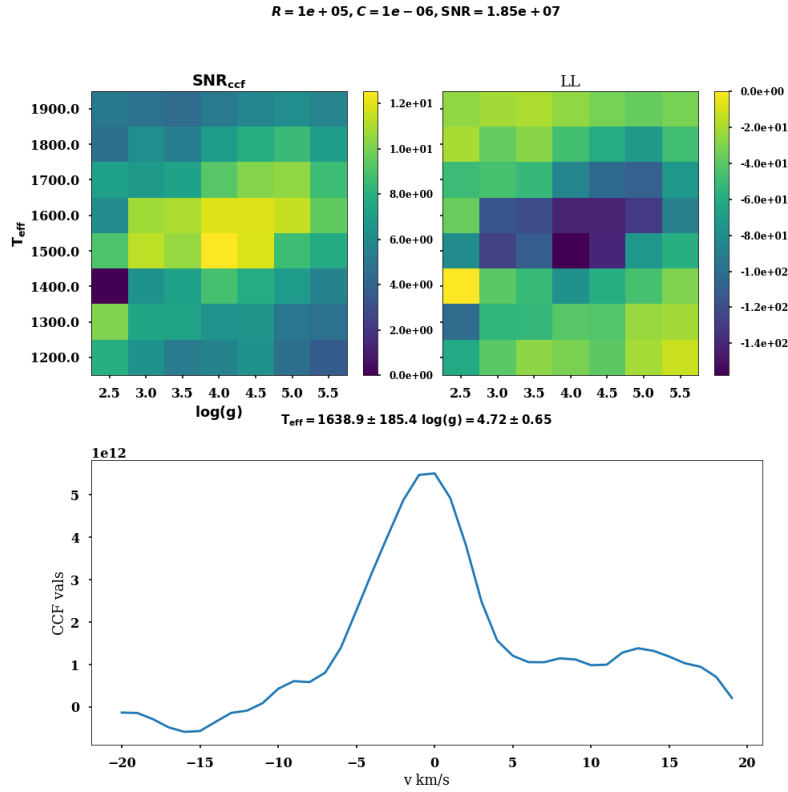 R = 1e + 05, C = 1e − 06, SNR = 1.85e + 07
SNRccf
LL
Teff
1900.0
1800.0
1700.0
1600.0
1500.0
1400.0
1300.0
1200.0
2.5 3.0 3.5 4.0 4.5 5.0 5.5
log(g)
1.2e+01
1.0e+01
8.0e+00
6.0e+00
4.0e+00
2.0e+00
0.0e+00
2.5 3.0 3.5 4.0 4.5 5.0 5.5
0.0e+00
-2.0e+01
-4.0e+01
-6.0e+01
-8.0e+01
-1.0e+02
-1.2e+02
-1.4e+02
Teff = 1638.9 ± 185.4 log(g) = 4.72 ± 0.65
1e12
CCF vals
5
4
3
2
1
0
−20 −15 −10 −5 0 5 10 15 20
v km/s